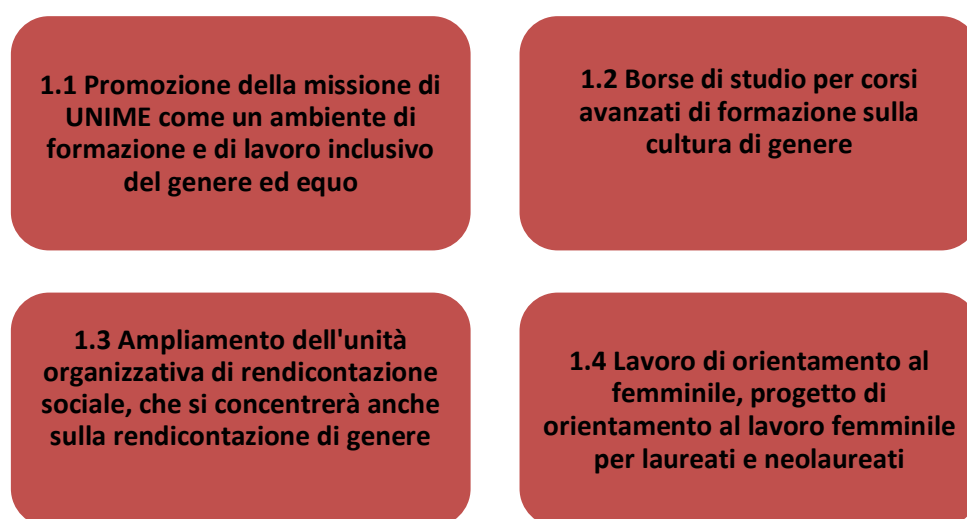 1.1 Promozione della missione di
UNIME come un ambiente di
formazione e di lavoro inclusivo
del genere ed equo
1.2 Borse di studio per corsi
avanzati di formazione sulla
cultura di genere
1.3 Ampliamento dell'unità
organizzativa di rendicontazione
sociale, che si concentrerà anche
sulla rendicontazione di genere
1.4 Lavoro di orientamento al
femminile, progetto di
orientamento al lavoro femminile
per laureati e neolaureati